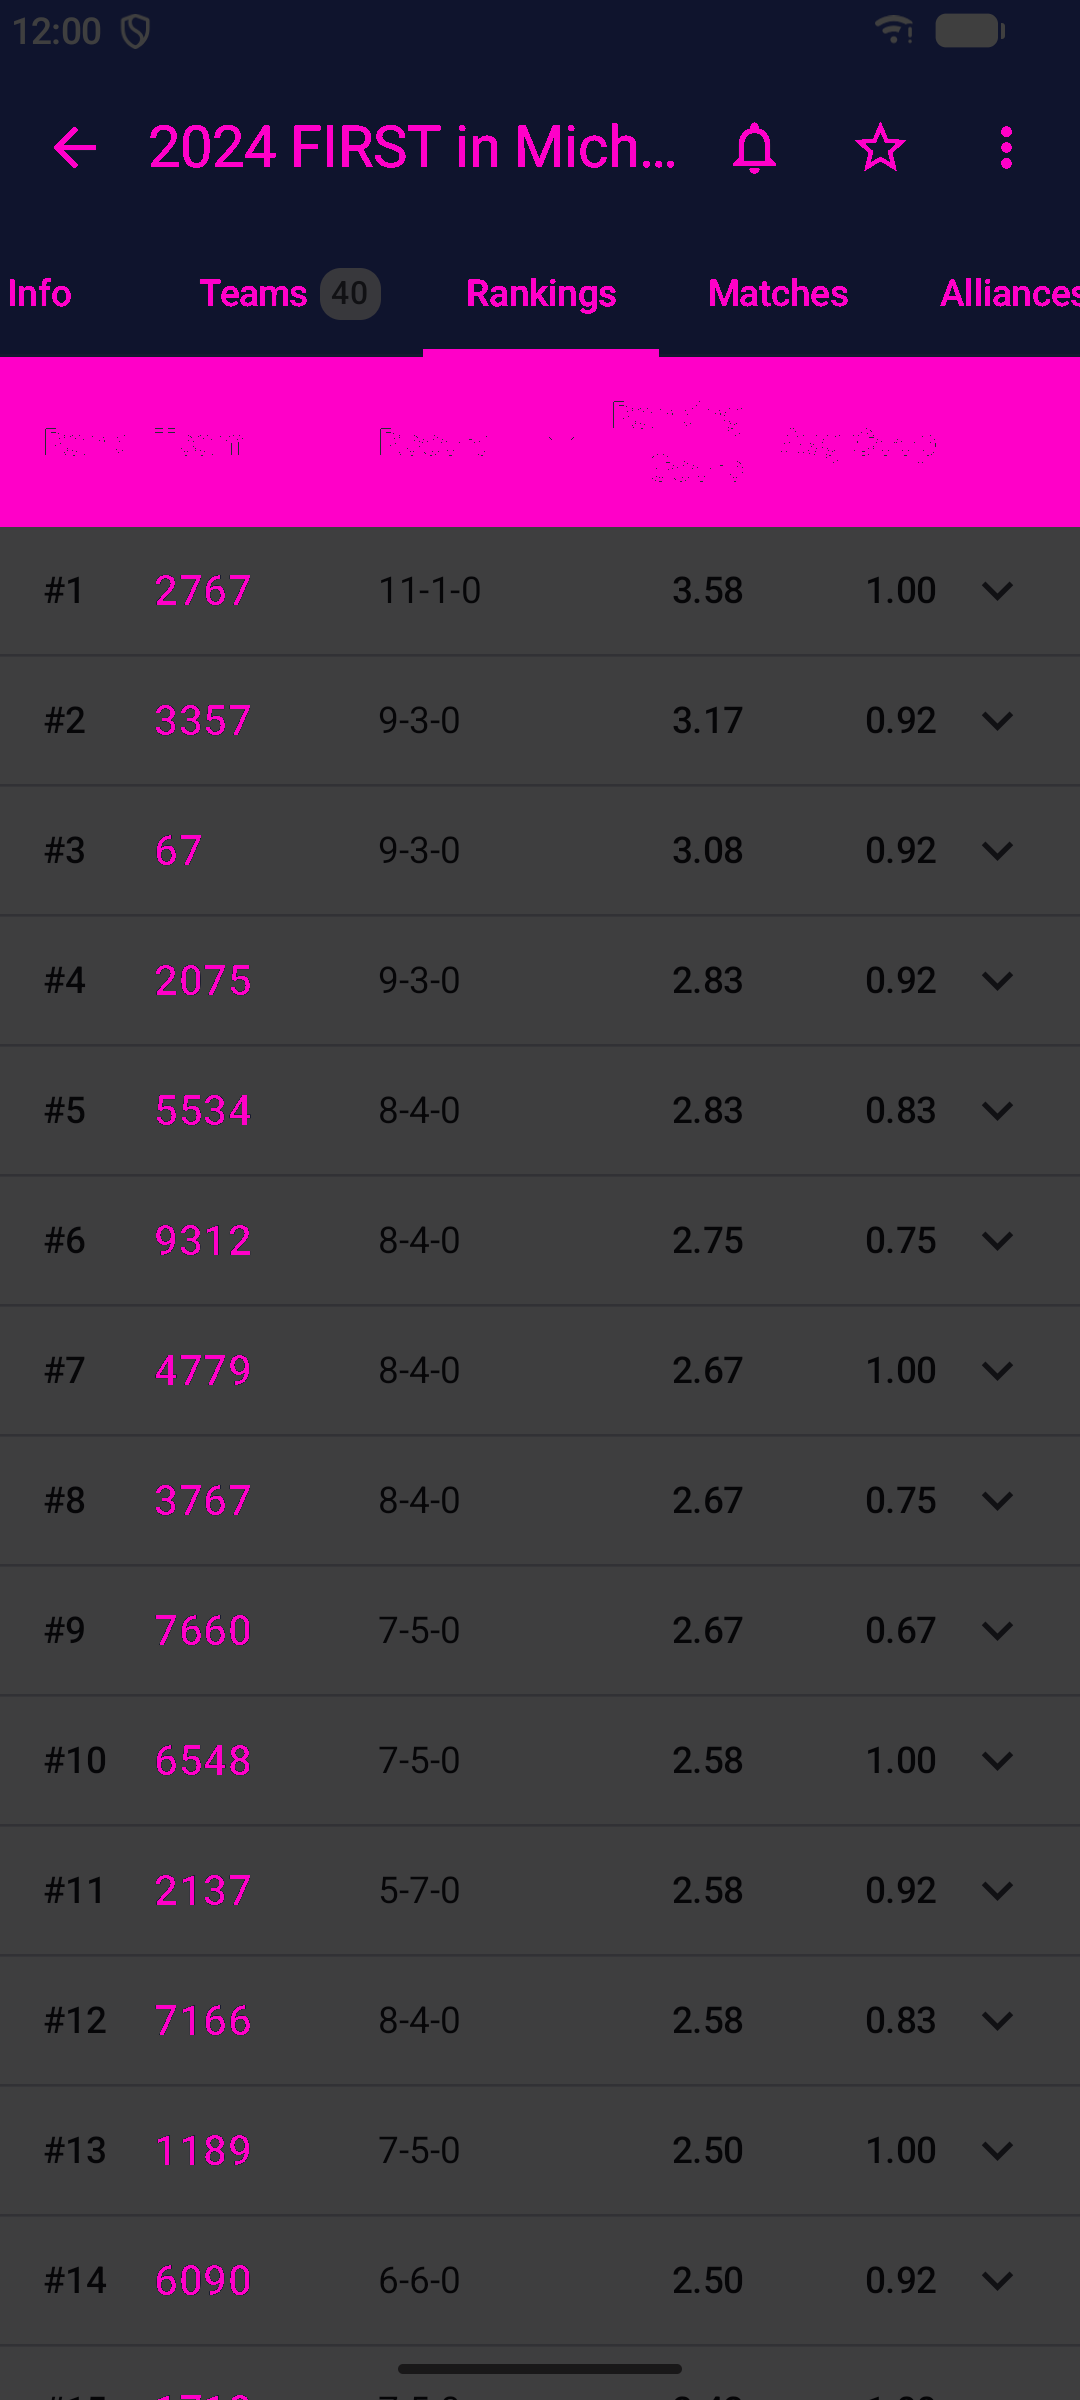 12:00
2024 FIRST in Mich...
Info Teams 40 Rankings Matches Alliances
#1 2767 11-1-0 3.58 1.00
#2 3357 9-3-0 3.17 0.92
#3 67 9-3-0 3.08 0.92
#4 2075 9-3-0 2.83 0.92
#5 5534 8-4-0 2.83 0.83
#6 9312 8-4-0 2.75 0.75
#7 4779 8-4-0 2.67 1.00
#8 3767 8-4-0 2.67 0.75
#9 7660 7-5-0 2.67 0.67
#10 6548 7-5-0 2.58 1.00
#11 2137 5-7-0 2.58 0.92
#12 7166 8-4-0 2.58 0.83
#13 1189 7-5-0 2.50 1.00
#14 6090 6-6-0 2.50 0.92